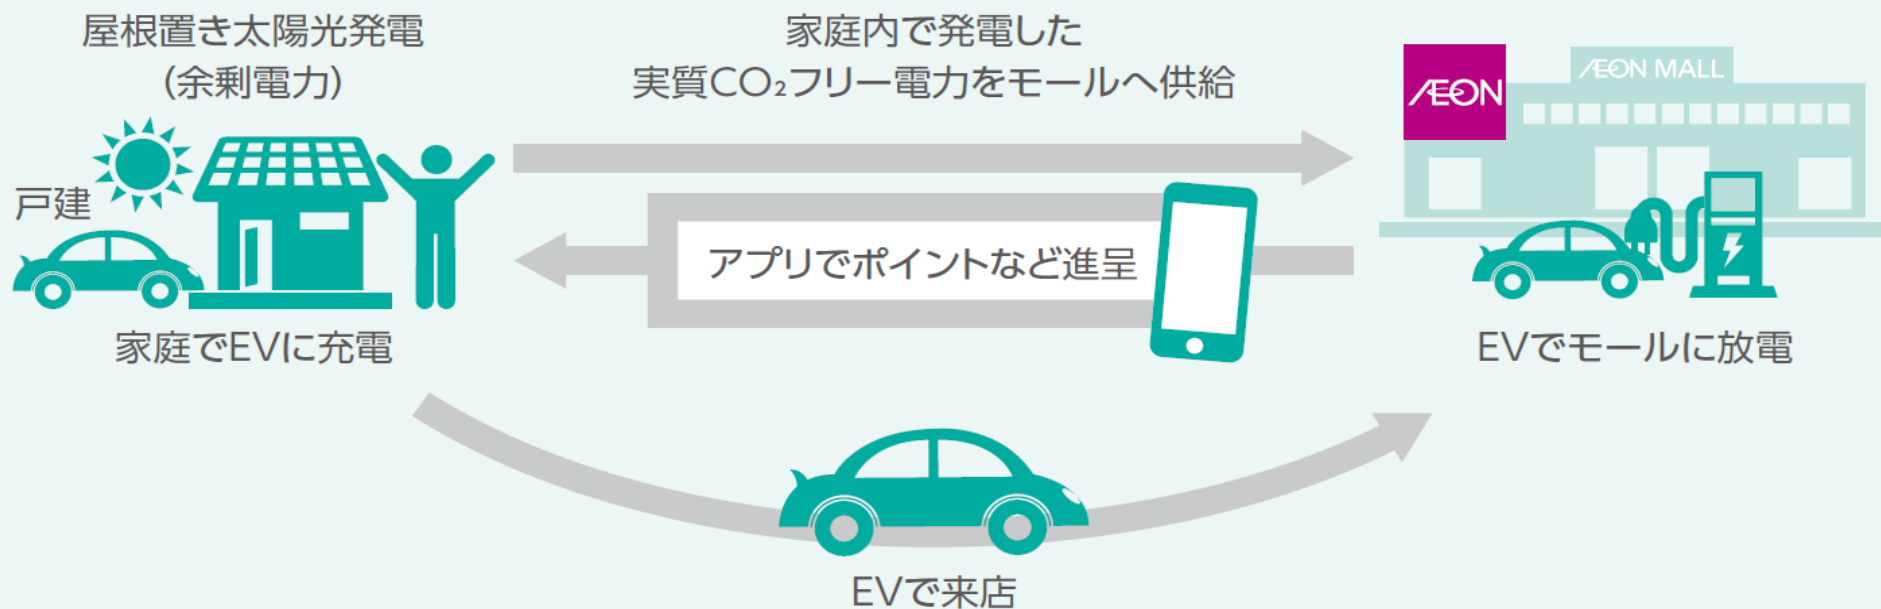 屋根置き太陽光発電
(余剰電力)
家庭内で発電した
実質CO₂フリー電力をモールへ供給
ÆON
ÆON MALL
戸建
アプリでポイントなど進呈
家庭でEVに充電
EVでモールに放電
EVで来店